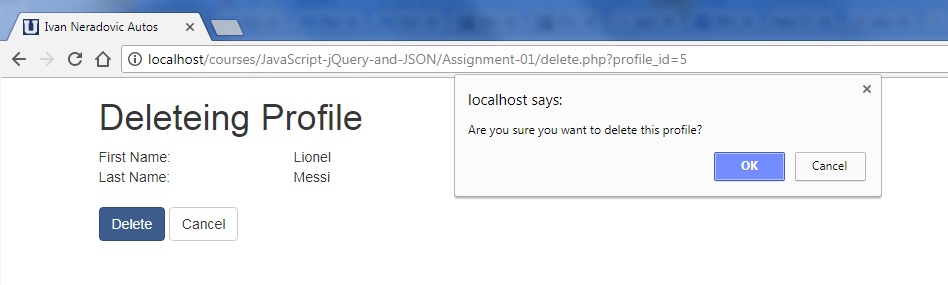 Ivan Neradovic Autos
localhost/courses/JavaScript-jQuery-and-JSON/Assignment-01/delete.php?profile_id=5
localhost says:
Are you sure you want to delete this profile?
OK Cancel
Deleteing Profile
First Name: Lionel
Last Name: Messi
Delete Cancel